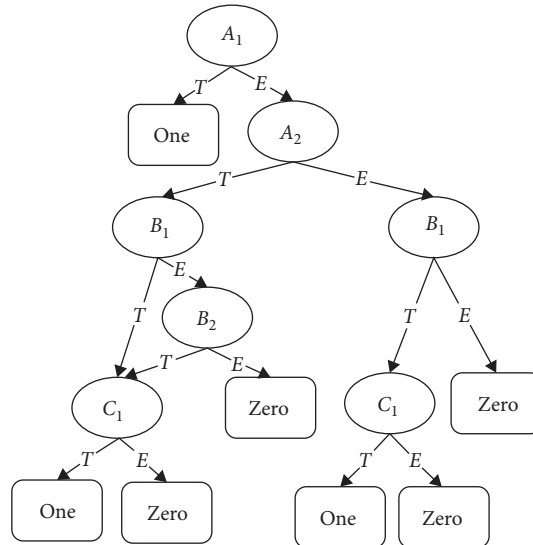 A₁
T E
One A₂
T E
B₁ B₁
E
B₂
T T E
T E
C₁ Zero C₁ Zero
T E T E
One Zero One Zero